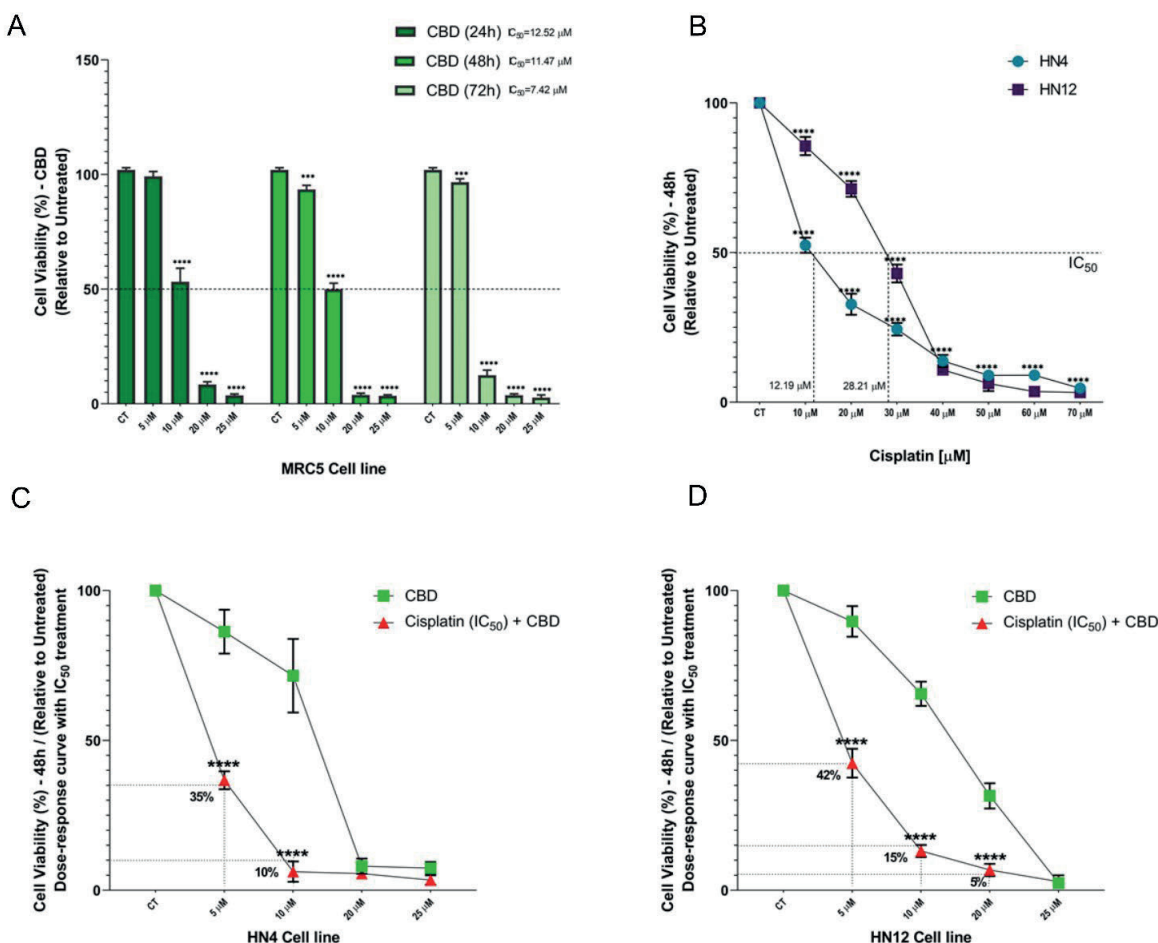 A
CBD (24h) IC50=12.52 µM
CBD (48h) IC50=11.47 µM
CBD (72h) IC50=7.42 µM
Cell Viability (%) - CBD
(Relative to Untreated)
150
100
50
0
***
***
****
****
****
****
****
****
****
****
****
CT
5 µM
10 µM
20 µM
25 µM
CT
5 µM
10 µM
20 µM
25 µM
CT
5 µM
10 µM
20 µM
25 µM
MRC5 Cell line
B
HN4
HN12
Cell Viability (%) - 48h
(Relative to Untreated)
100
50
0
****
****
****
****
****
****
****
****
****
****
IC50
12.19 µM
28.21 µM
CT
10 µM
20 µM
30 µM
40 µM
50 µM
60 µM
70 µM
Cisplatin [µM]
C
CBD
Cisplatin (IC50) + CBD
Cell Viability (%) - 48h / (Relative to Untreated)
Dose-response curve with IC50 treatment
100
50
0
****
35%
****
10%
CT
5 µM
10 µM
20 µM
25 µM
HN4 Cell line
D
CBD
Cisplatin (IC50) + CBD
Cell Viability (%) - 48h / (Relative to Untreated)
Dose-response curve with IC50 treatment
100
50
0
****
42%
****
15%
****
5%
CT
5 µM
10 µM
20 µM
25 µM
HN12 Cell line